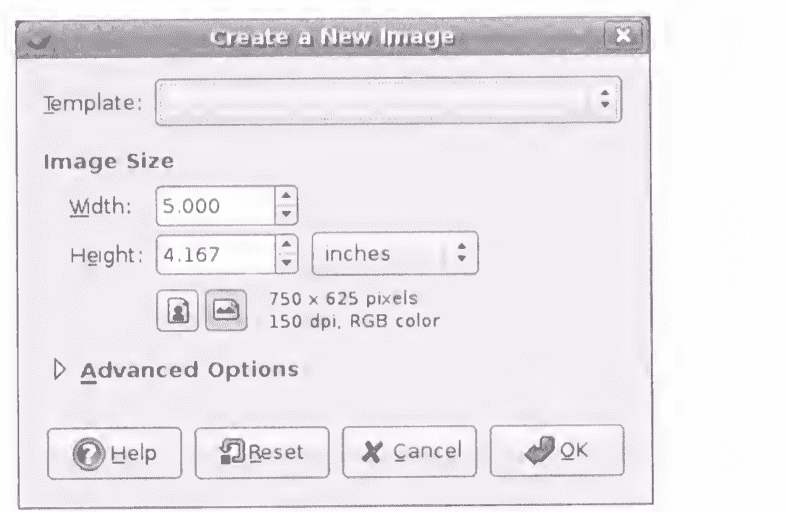 Create a New Image
Template:
Image Size
Width:
5.000
Height:
4.167
inches
750 x 625 pixels
150 dpi, RGB color
Advanced Options
Help
Reset
Cancel
OK